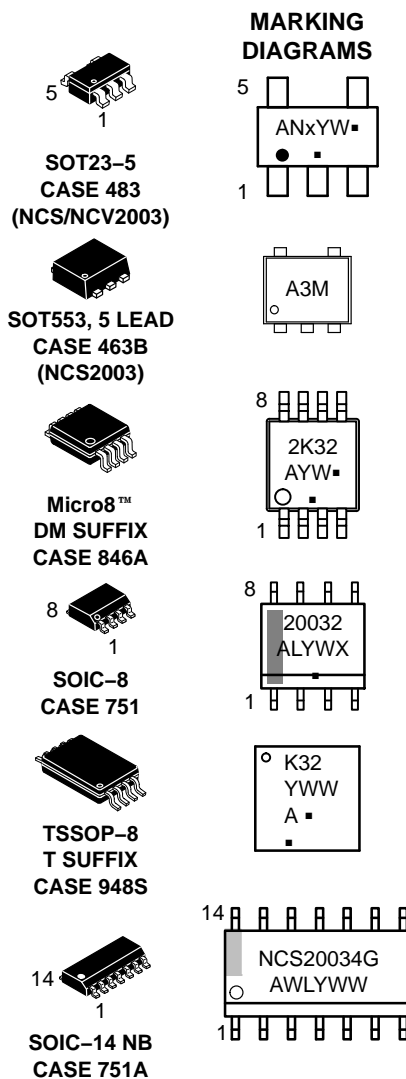 MARKING
DIAGRAMS
5
1
SOT23–5
CASE 483
(NCS/NCV2003)
5
ANxYW▪
▪
1
SOT553, 5 LEAD
CASE 463B
(NCS2003)
A3M
Micro8™
DM SUFFIX
CASE 846A
8
2K32
AYW▪
▪
1
8
1
SOIC–8
CASE 751
8
20032
ALYWX
▪
1
TSSOP–8
T SUFFIX
CASE 948S
K32
YWW
A ▪
▪
14
1
SOIC–14 NB
CASE 751A
14
NCS20034G
AWLYWW
1